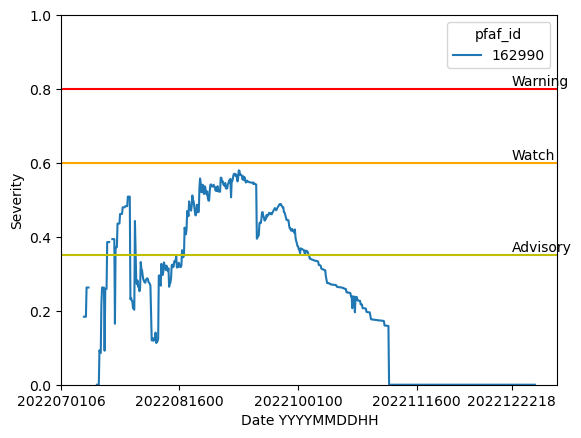 pfaf_id
162990
Warning
Watch
Advisory
1.0
0.8
0.6
0.4
0.2
0.0
Severity
2022070106 2022081600 2022100100 2022111600 2022122218
Date YYYYMMDDHH